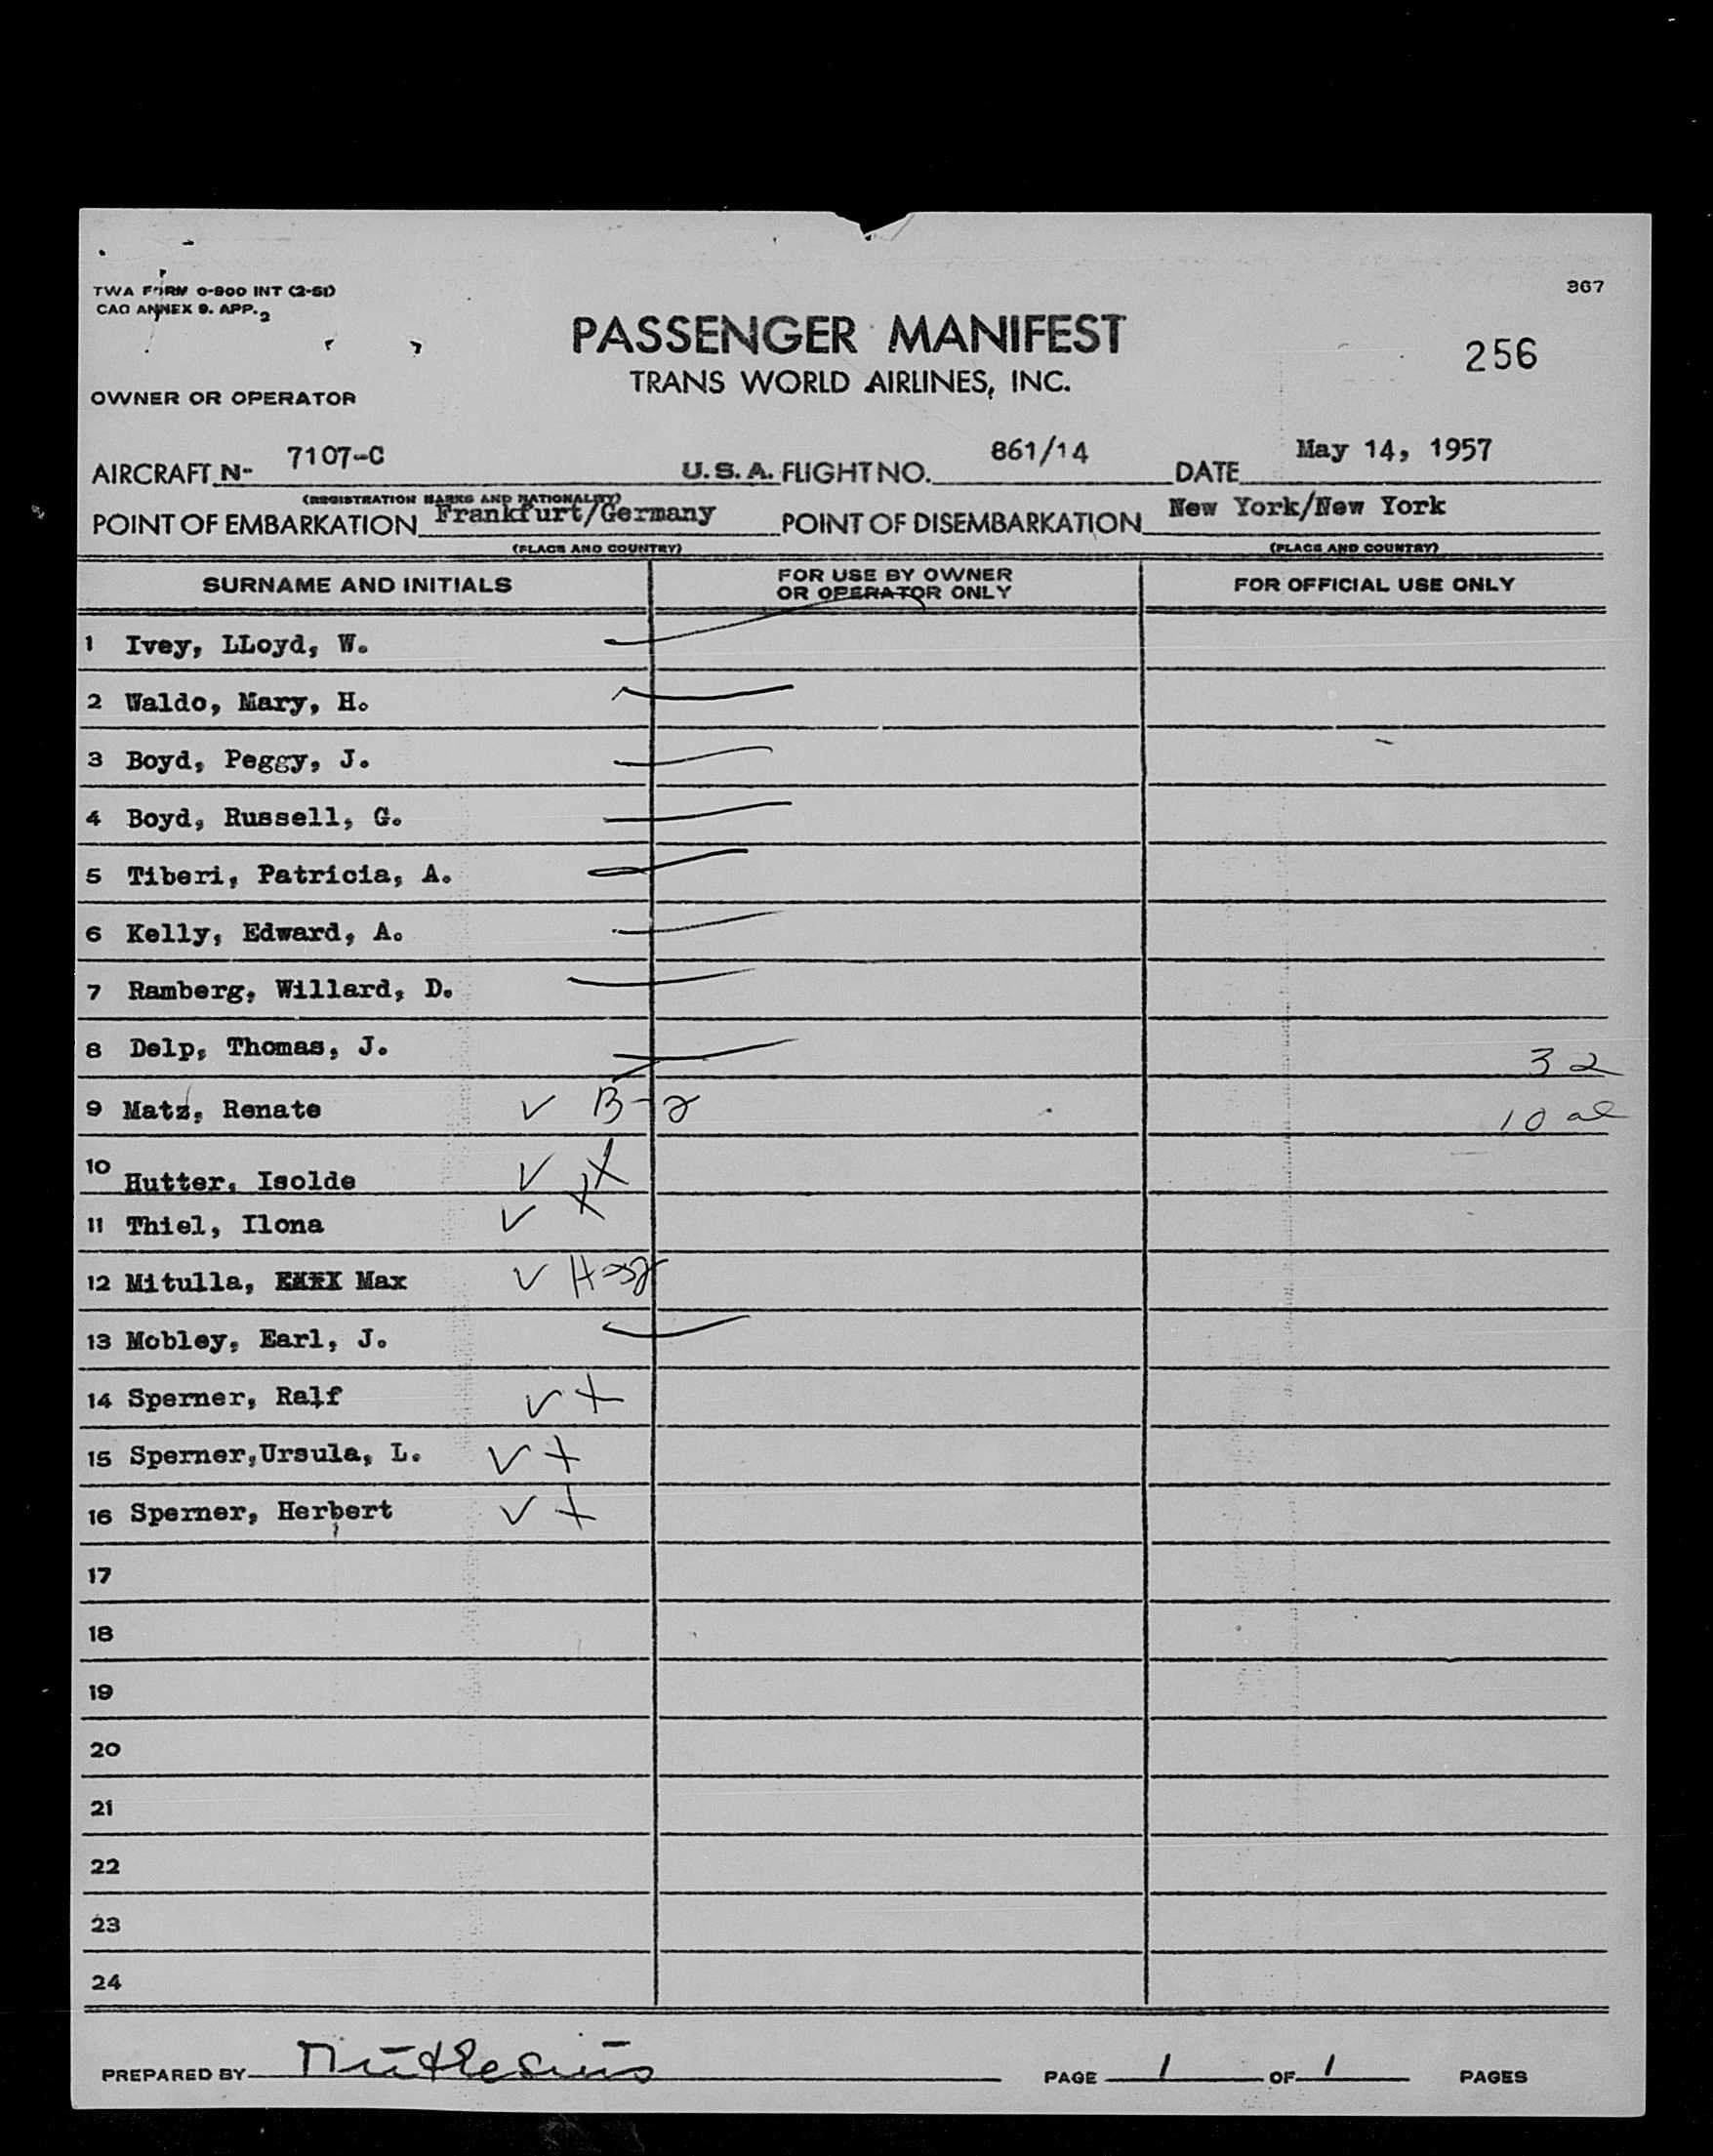 TWA FORM O-800 INT (2-51)
CAO ANNEX 9. APP. 2
367
PASSENGER MANIFEST
256
TRANS WORLD AIRLINES, INC.
OWNER OR OPERATOR
AIRCRAFT N- 7107-C U.S.A. FLIGHT NO. 861/14 DATE May 14, 1957
(REGISTRATION MARKS AND NATIONALITY)
POINT OF EMBARKATION Frankfurt/Germany POINT OF DISEMBARKATION New York/New York
(PLACE AND COUNTRY) (PLACE AND COUNTRY)
SURNAME AND INITIALS FOR USE BY OWNER OR OPERATOR ONLY FOR OFFICIAL USE ONLY
1 Ivey, LLoyd, W.
2 Waldo, Mary, H.
3 Boyd, Peggy, J.
4 Boyd, Russell, G.
5 Tiberi, Patricia, A.
6 Kelly, Edward, A.
7 Ramberg, Willard, D.
8 Delp, Thomas, J. 32
9 Matz, Renate ✓ B-2 10 al
10 Hutter, Isolde ✓ X
11 Thiel, Ilona ✓ X
12 Mitulla, Max ✓
13 Mobley, Earl, J.
14 Sperner, Ralf ✓ +
15 Sperner,Ursula, L. ✓ +
16 Sperner, Herbert ✓ +
17
18
19
20
21
22
23
24
PREPARED BY PAGE 1 OF 1 PAGES